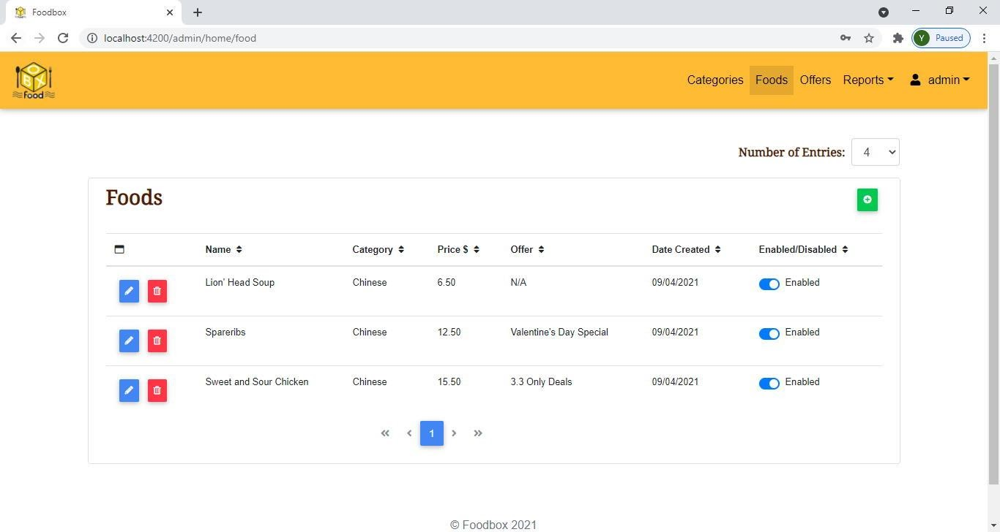 Foodbox
localhost:4200/admin/home/food
Y Paused
BOX
Food
Categories Foods Offers Reports admin
Number of Entries: 4
Foods
Name Category Price $ Offer Date Created Enabled/Disabled
Lion' Head Soup Chinese 6.50 N/A 09/04/2021 Enabled
Spareribs Chinese 12.50 Valentine's Day Special 09/04/2021 Enabled
Sweet and Sour Chicken Chinese 15.50 3.3 Only Deals 09/04/2021 Enabled
« ‹ 1 › »
© Foodbox 2021